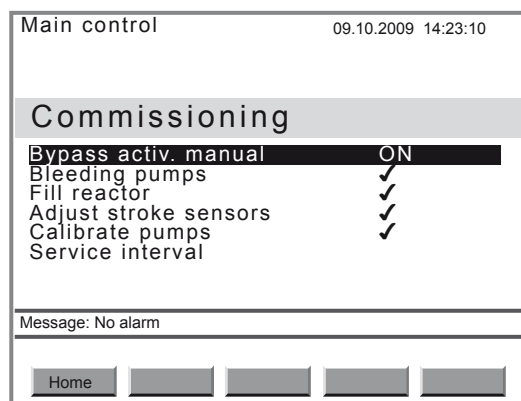 Main control 09.10.2009 14:23:10
Commissioning
Bypass activ. manual ON
Bleeding pumps ✓
Fill reactor ✓
Adjust stroke sensors ✓
Calibrate pumps ✓
Service interval
Message: No alarm
Home